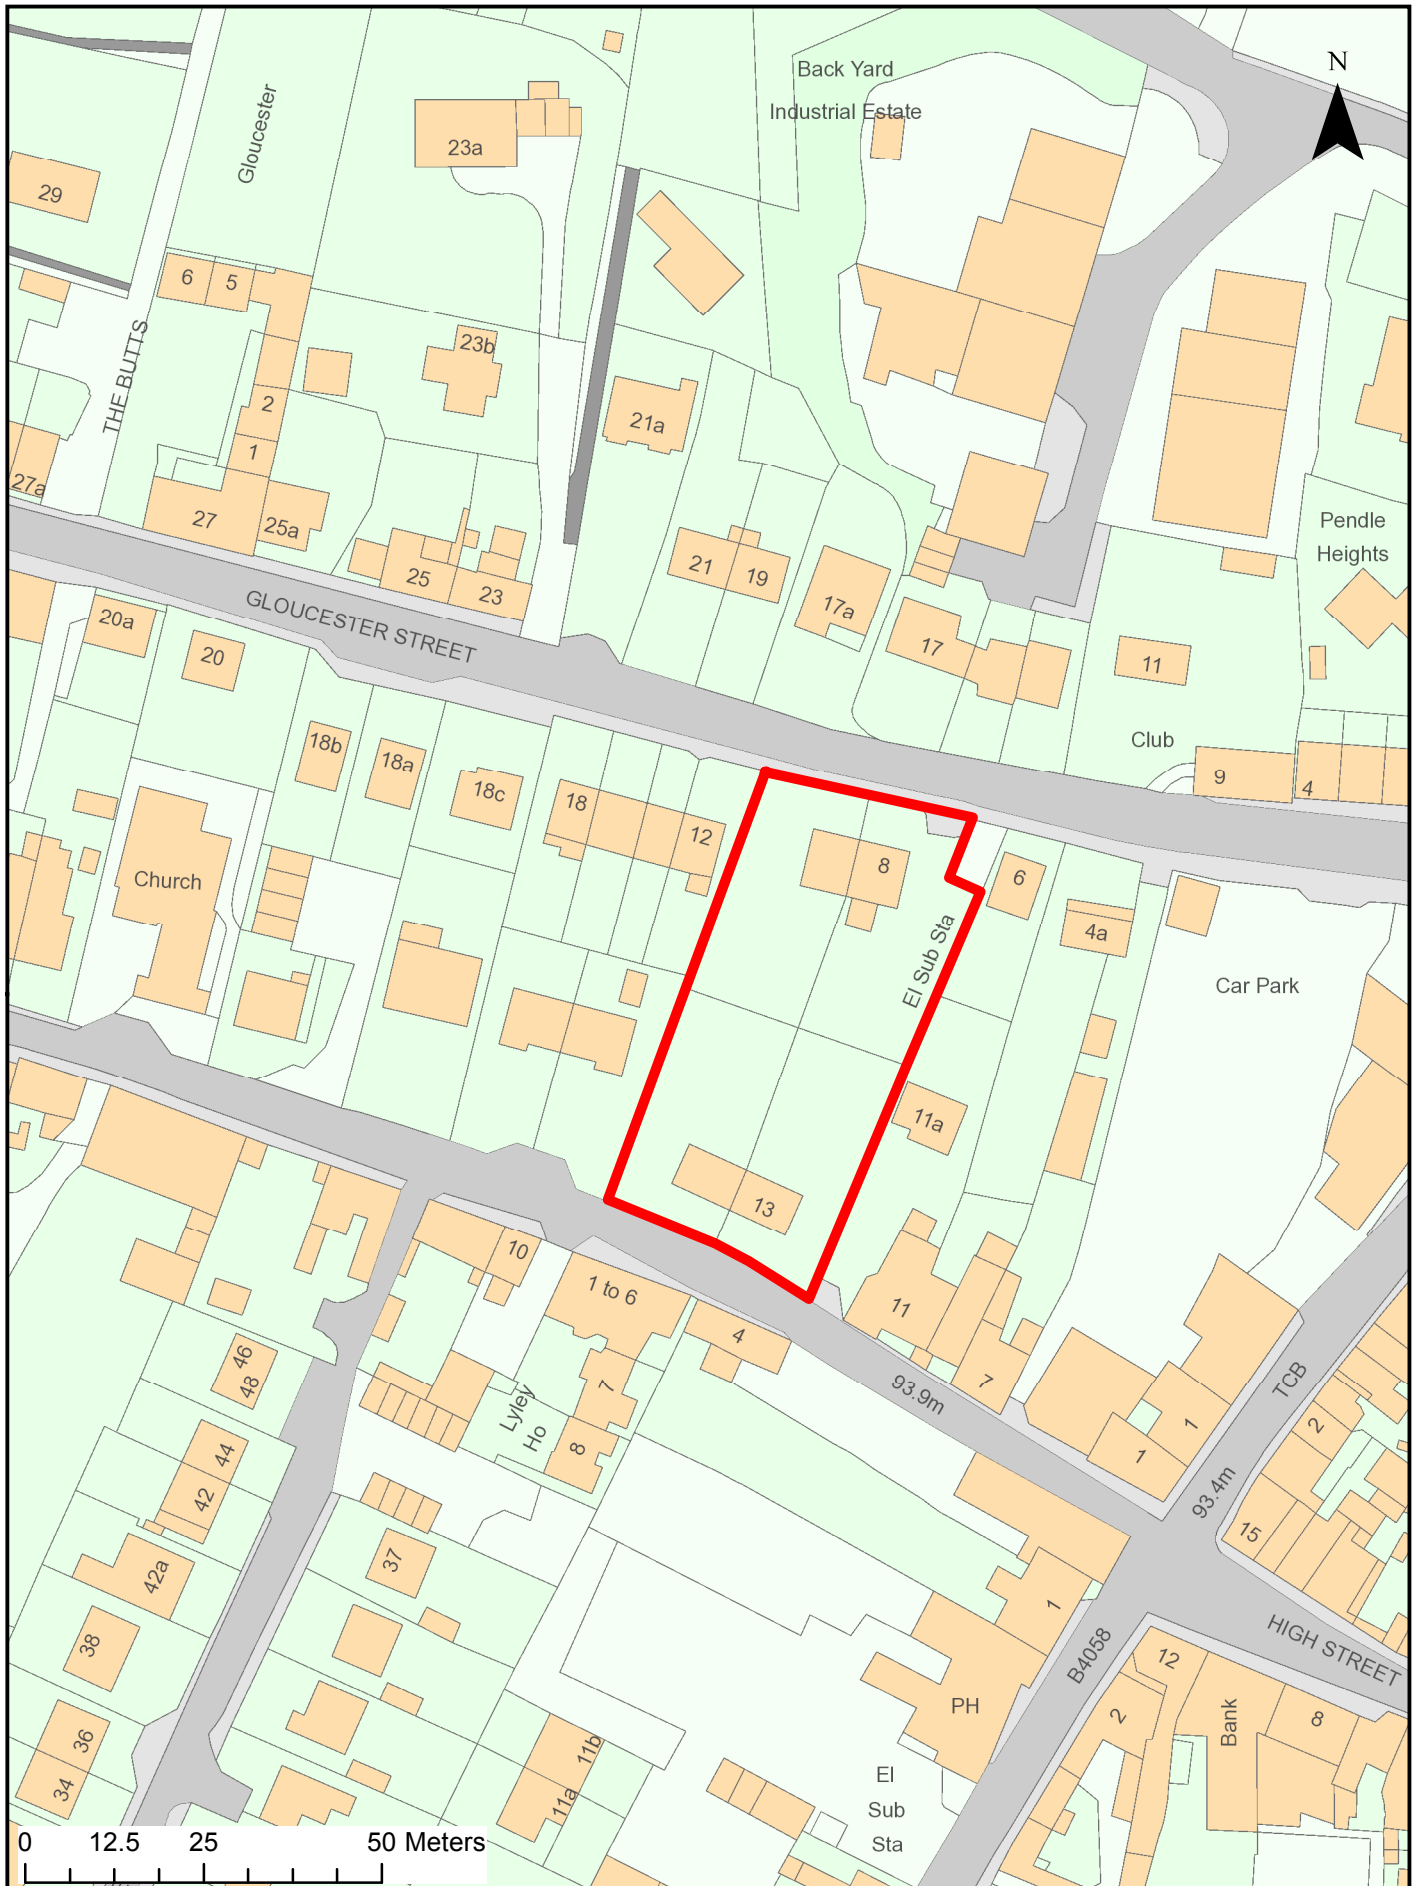 N
Back Yard
Industrial Estate
Gloucester
23a
29
6
5
THE BUTTS
23b
2
21a
1
27a
27
25a
Pendle
Heights
25
23
21
19
17a
GLOUCESTER STREET
20a
20
17
11
18b
18a
18c
Club
9
4
18
12
8
6
Church
4a
El Sub Sta
Car Park
11a
13
10
1 to 6
11
4
7
46
48
7
93.9m
TCB
Lyley
Ho
8
1
1
2
44
42
93.4m
15
37
42a
1
38
B4058
HIGH STREET
12
PH
2
Bank
8
36
34
11b
11a
El
Sub
Sta
0 12.5 25 50 Meters